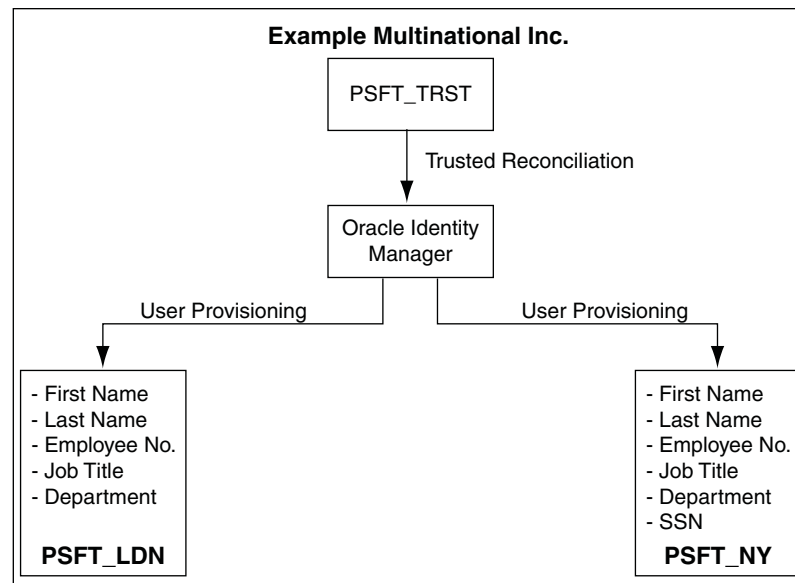 Example Multinational Inc.
PSFT_TRST
Trusted Reconciliation
Oracle Identity
Manager
User Provisioning
User Provisioning
- First Name
- Last Name
- Employee No.
- Job Title
- Department
PSFT_LDN
- First Name
- Last Name
- Employee No.
- Job Title
- Department
- SSN
PSFT_NY